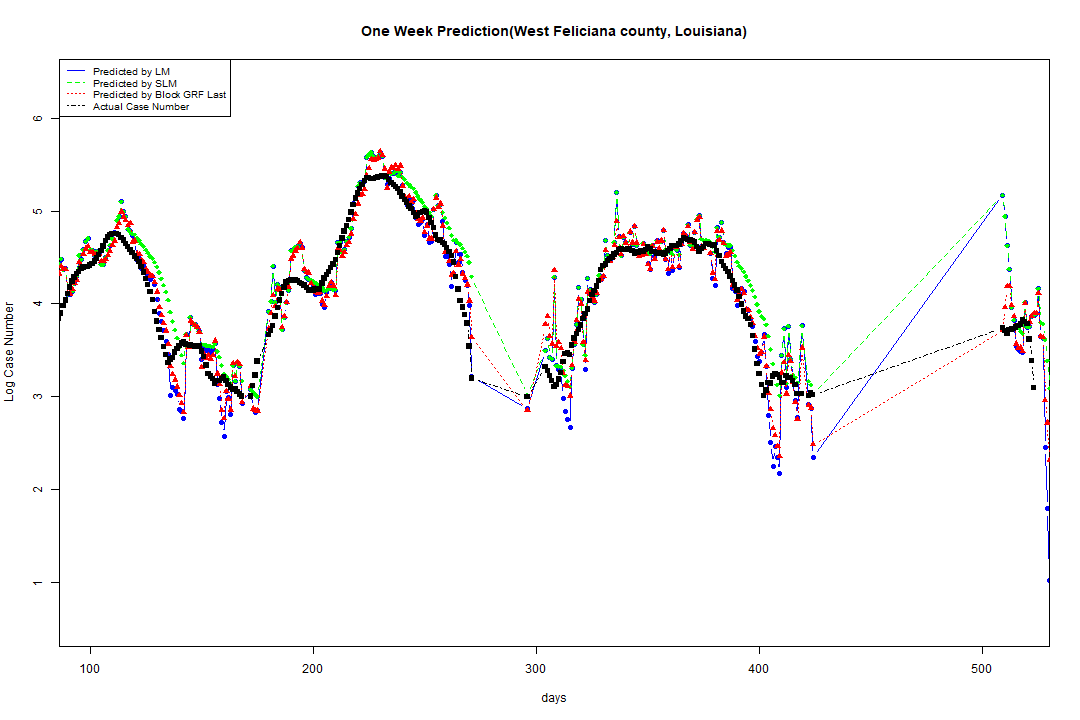 One Week Prediction(West Feliciana county, Louisiana)
Predicted by LM
Predicted by SLM
Predicted by Block GRF Last
Actual Case Number
Log Case Number
6
5
4
3
2
1
100
200
300
400
500
days